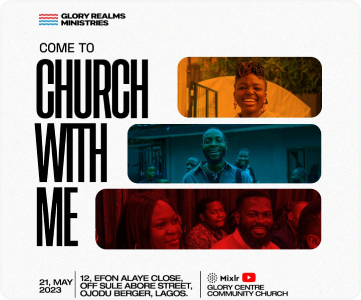 GLORY REALMS
MINISTRIES
COME TO
CHURCH
WITH
ME
21, MAY
2023
12, EFON ALAYE CLOSE,
OFF SULE ABORE STREET,
OJODU BERGER, LAGOS.
Mixlr
GLORY CENTRE
COMMUNITY CHURCH